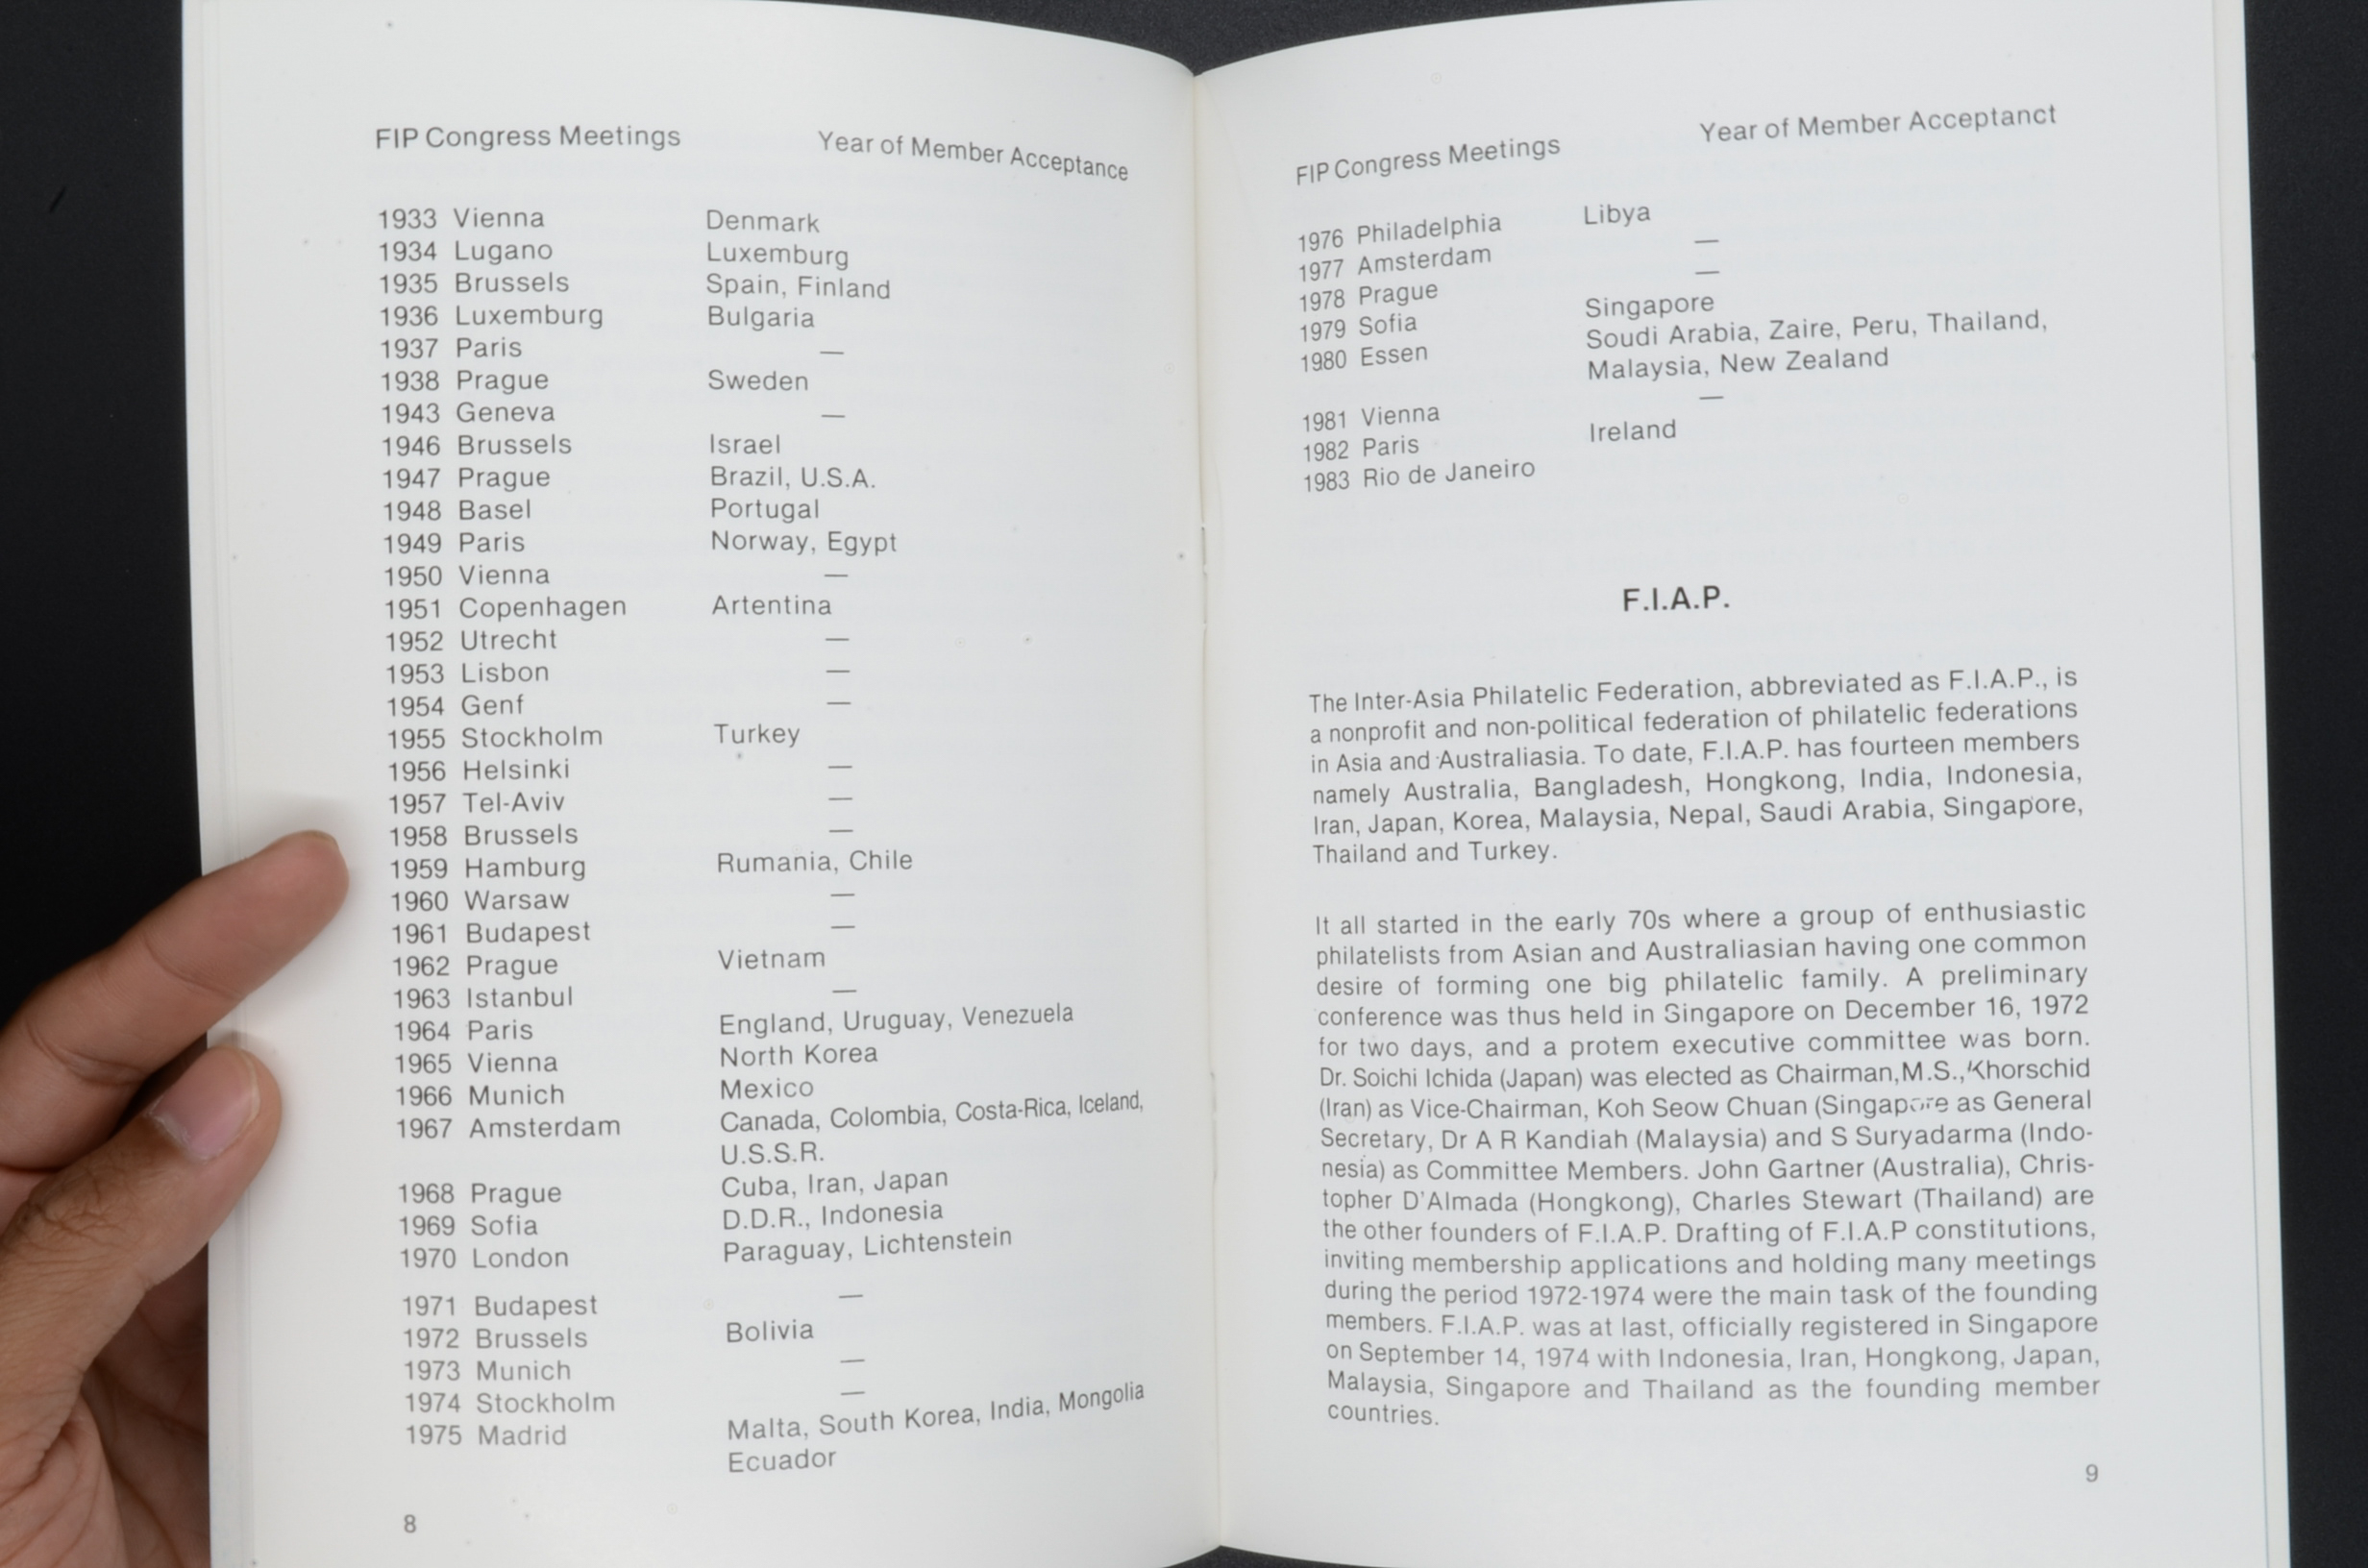 FIP Congress Meetings Year of Member Acceptance
1933 Vienna Denmark
1934 Lugano Luxemburg
1935 Brussels Spain, Finland
1936 Luxemburg Bulgaria
1937 Paris —
1938 Prague Sweden
1943 Geneva —
1946 Brussels Israel
1947 Prague Brazil, U.S.A.
1948 Basel Portugal
1949 Paris Norway, Egypt
1950 Vienna —
1951 Copenhagen Artentina
1952 Utrecht —
1953 Lisbon —
1954 Genf —
1955 Stockholm Turkey
1956 Helsinki —
1957 Tel-Aviv —
1958 Brussels —
1959 Hamburg Rumania, Chile
1960 Warsaw —
1961 Budapest —
1962 Prague Vietnam
1963 Istanbul —
1964 Paris England, Uruguay, Venezuela
1965 Vienna North Korea
1966 Munich Mexico
1967 Amsterdam Canada, Colombia, Costa-Rica, Iceland,
U.S.S.R.
1968 Prague Cuba, Iran, Japan
1969 Sofia D.D.R., Indonesia
1970 London Paraguay, Lichtenstein
1971 Budapest —
1972 Brussels Bolivia
1973 Munich —
1974 Stockholm —
1975 Madrid Malta, South Korea, India, Mongolia
Ecuador
8
FIP Congress Meetings Year of Member Acceptanct
1976 Philadelphia Libya
1977 Amsterdam —
1978 Prague —
1979 Sofia Singapore
1980 Essen Soudi Arabia, Zaire, Peru, Thailand,
Malaysia, New Zealand
1981 Vienna —
1982 Paris Ireland
1983 Rio de Janeiro
F.I.A.P.
The Inter-Asia Philatelic Federation, abbreviated as F.I.A.P., is
a nonprofit and non-political federation of philatelic federations
in Asia and Australiasia. To date, F.I.A.P. has fourteen members
namely Australia, Bangladesh, Hongkong, India, Indonesia,
Iran, Japan, Korea, Malaysia, Nepal, Saudi Arabia, Singapore,
Thailand and Turkey.
It all started in the early 70s where a group of enthusiastic
philatelists from Asian and Australiasian having one common
desire of forming one big philatelic family. A preliminary
conference was thus held in Singapore on December 16, 1972
for two days, and a protem executive committee was born.
Dr. Soichi Ichida (Japan) was elected as Chairman,M.S.,Khorschid
(Iran) as Vice-Chairman, Koh Seow Chuan (Singapore as General
Secretary, Dr A R Kandiah (Malaysia) and S Suryadarma (Indo-
nesia) as Committee Members. John Gartner (Australia), Chris-
topher D'Almada (Hongkong), Charles Stewart (Thailand) are
the other founders of F.I.A.P. Drafting of F.I.A.P constitutions,
inviting membership applications and holding many meetings
during the period 1972-1974 were the main task of the founding
members. F.I.A.P. was at last, officially registered in Singapore
on September 14, 1974 with Indonesia, Iran, Hongkong, Japan,
Malaysia, Singapore and Thailand as the founding member
countries.
9